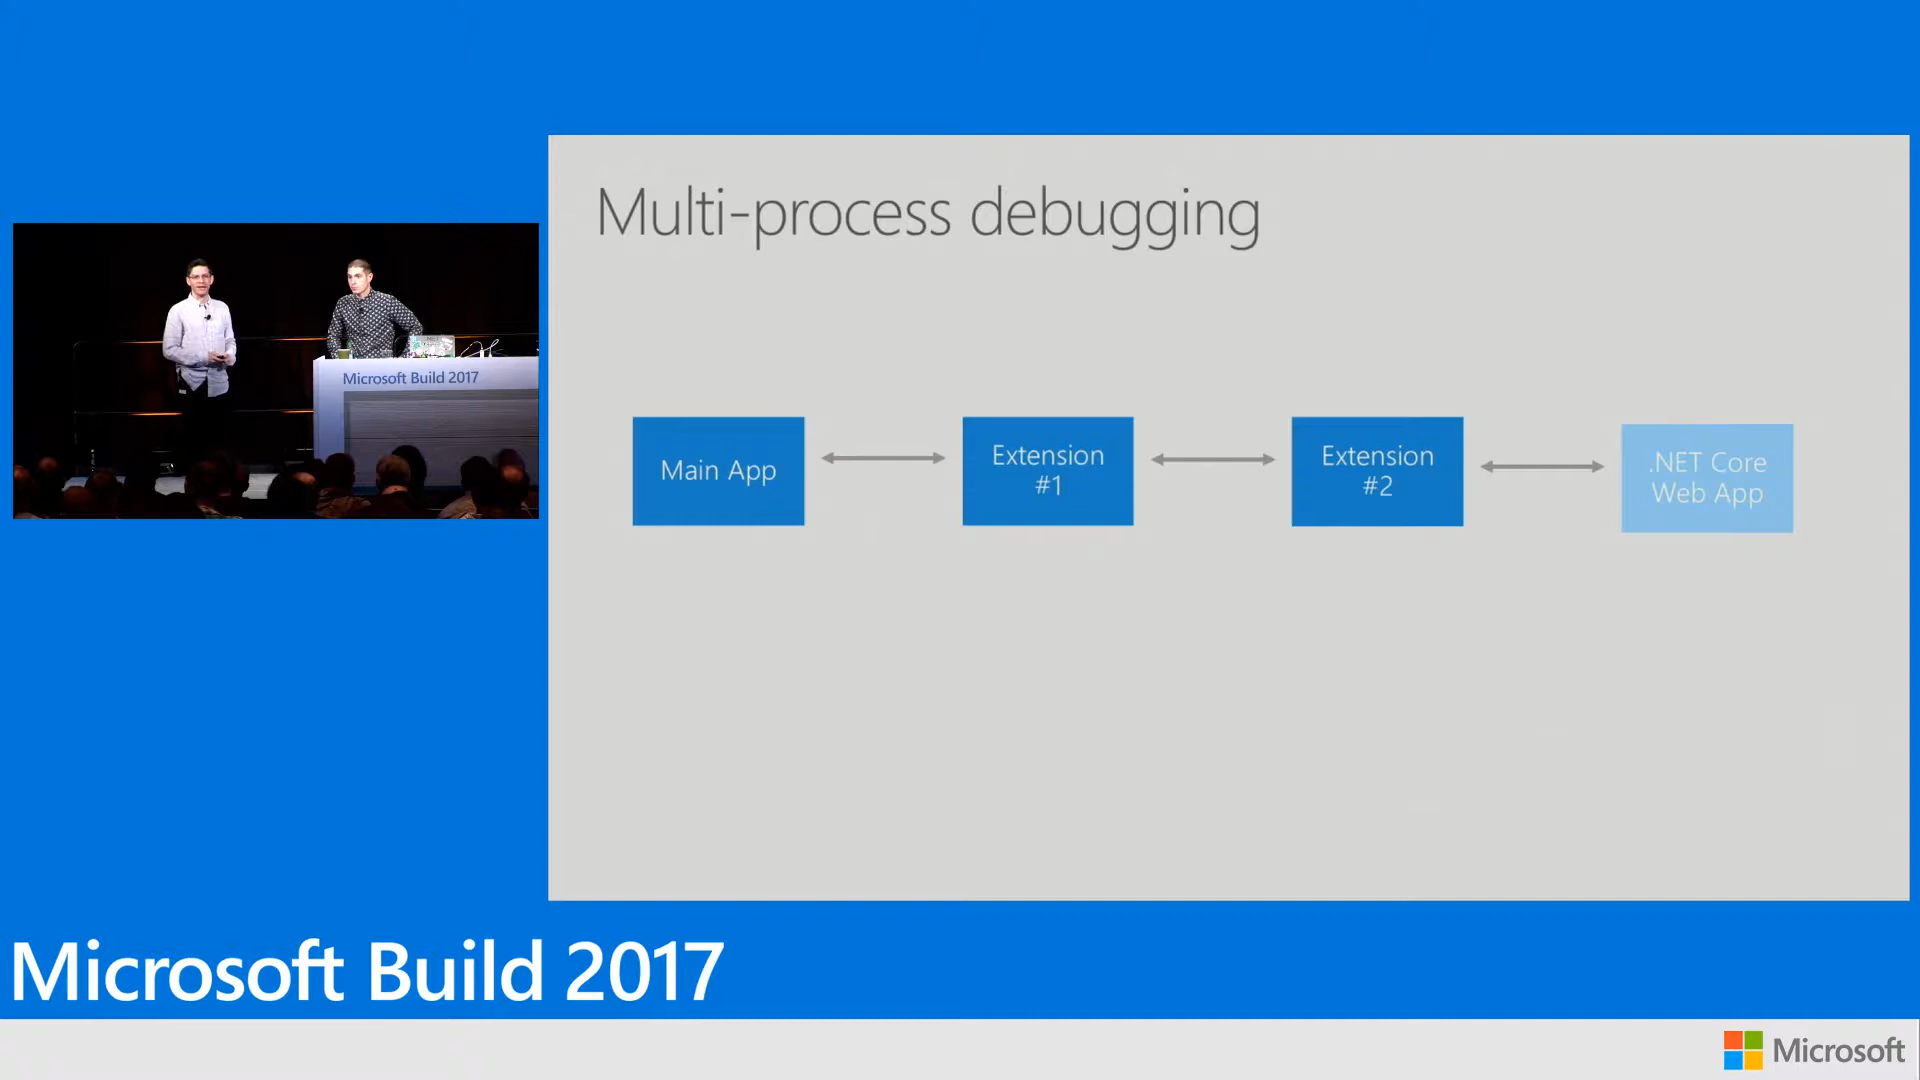 Multi-process debugging
Main App
Extension
#1
Extension
#2
.NET Core
Web App
Microsoft Build 2017
Microsoft Build 2017
Microsoft